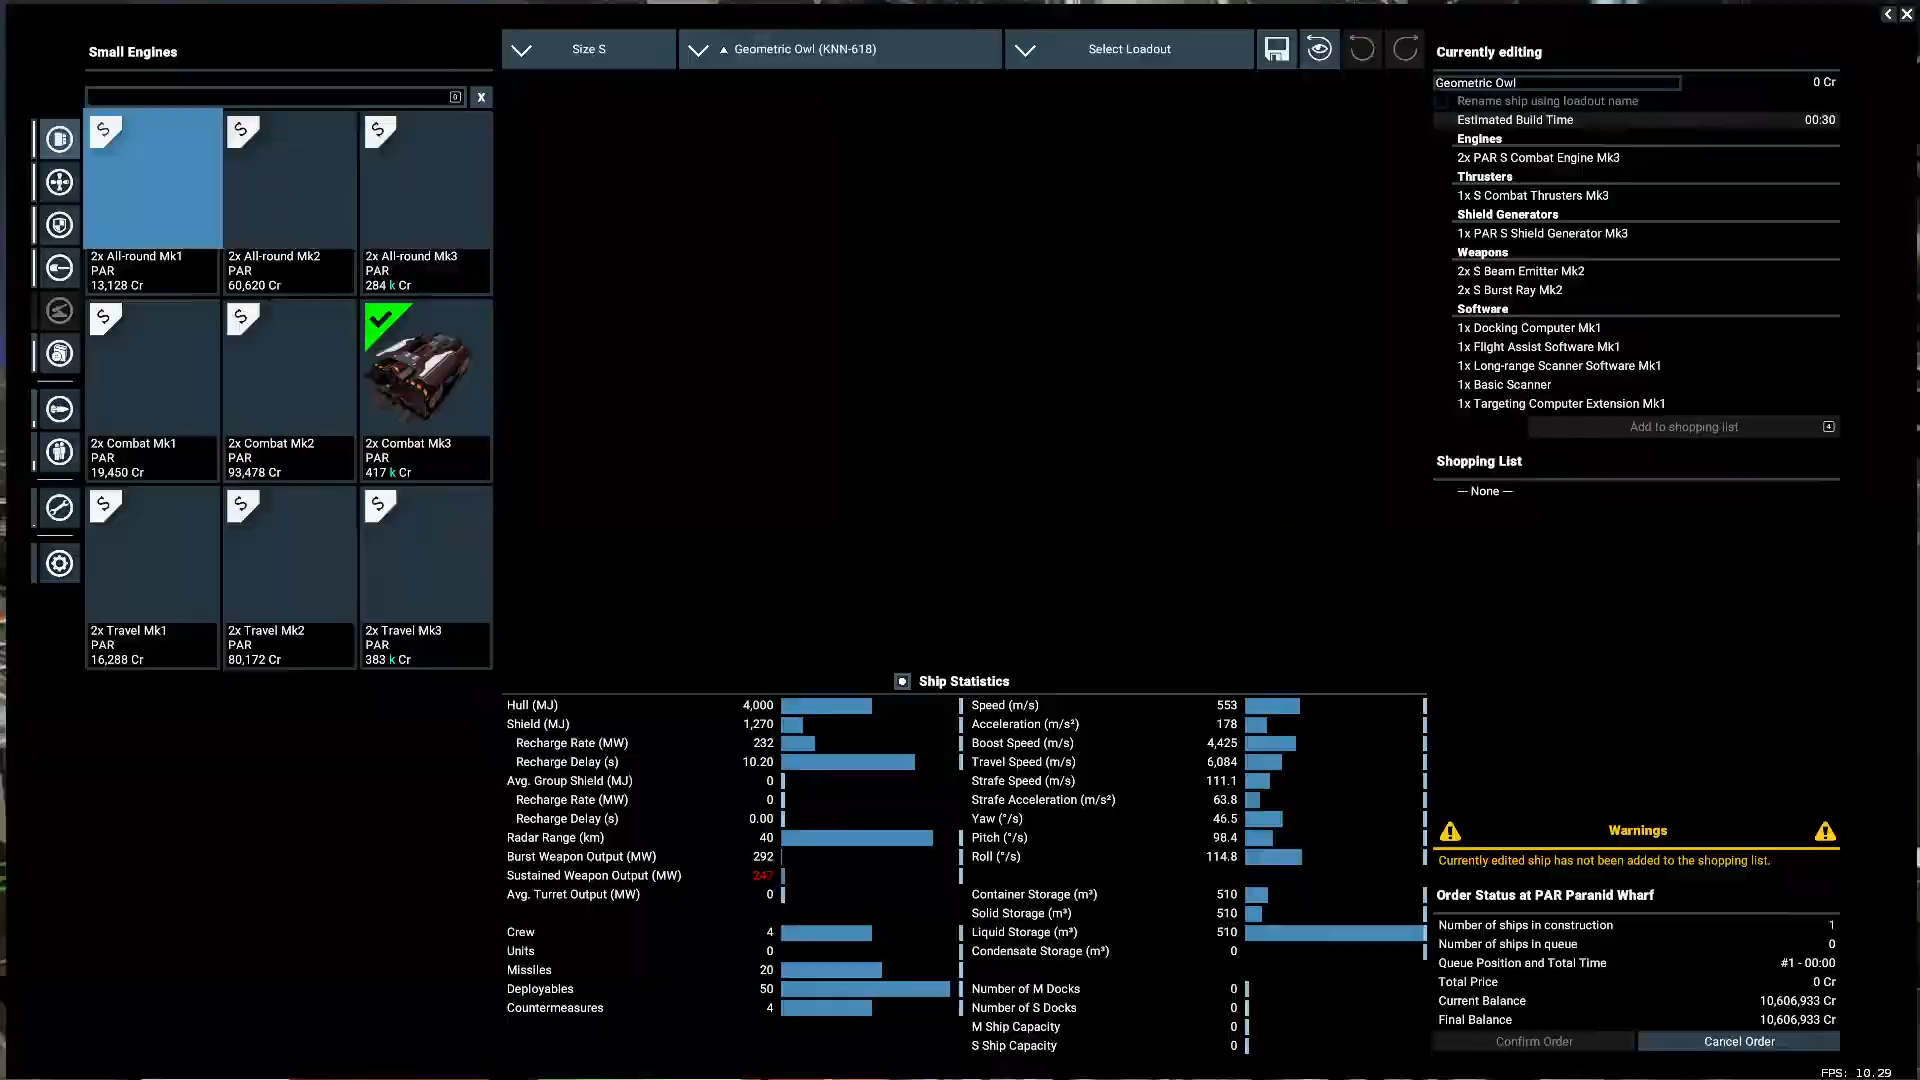 Small Engines
0
X
2x All-round Mk1
PAR
13,128 Cr
2x All-round Mk2
PAR
60,620 Cr
2x All-round Mk3
PAR
284 k Cr
2x Combat Mk1
PAR
19,450 Cr
2x Combat Mk2
PAR
93,478 Cr
2x Combat Mk3
PAR
417 k Cr
2x Travel Mk1
PAR
16,288 Cr
2x Travel Mk2
PAR
80,172 Cr
2x Travel Mk3
PAR
383 k Cr
Size S
Geometric Owl (KNN-618)
Select Loadout
Ship Statistics
Hull (MJ) 4,000
Shield (MJ) 1,270
Recharge Rate (MW) 232
Recharge Delay (s) 10.20
Avg. Group Shield (MJ) 0
Recharge Rate (MW) 0
Recharge Delay (s) 0.00
Radar Range (km) 40
Burst Weapon Output (MW) 292
Sustained Weapon Output (MW) 247
Avg. Turret Output (MW) 0
Crew 4
Units 0
Missiles 20
Deployables 50
Countermeasures 4
Speed (m/s) 553
Acceleration (m/s²) 178
Boost Speed (m/s) 4,425
Travel Speed (m/s) 6,084
Strafe Speed (m/s) 111.1
Strafe Acceleration (m/s²) 63.8
Yaw (°/s) 46.5
Pitch (°/s) 98.4
Roll (°/s) 114.8
Container Storage (m³) 510
Solid Storage (m³) 510
Liquid Storage (m³) 510
Condensate Storage (m³) 0
Number of M Docks 0
Number of S Docks 0
M Ship Capacity 0
S Ship Capacity 0
Currently editing
Geometric Owl 0 Cr
Rename ship using loadout name
Estimated Build Time 00:30
Engines
2x PAR S Combat Engine Mk3
Thrusters
1x S Combat Thrusters Mk3
Shield Generators
1x PAR S Shield Generator Mk3
Weapons
2x S Beam Emitter Mk2
2x S Burst Ray Mk2
Software
1x Docking Computer Mk1
1x Flight Assist Software Mk1
1x Long-range Scanner Software Mk1
1x Basic Scanner
1x Targeting Computer Extension Mk1
Add to shopping list 4
Shopping List
— None —
Warnings
Currently edited ship has not been added to the shopping list.
Order Status at PAR Paranid Wharf
Number of ships in construction 1
Number of ships in queue 0
Queue Position and Total Time #1 - 00:00
Total Price 0 Cr
Current Balance 10,606,933 Cr
Final Balance 10,606,933 Cr
Confirm Order
Cancel Order
FPS: 10.29